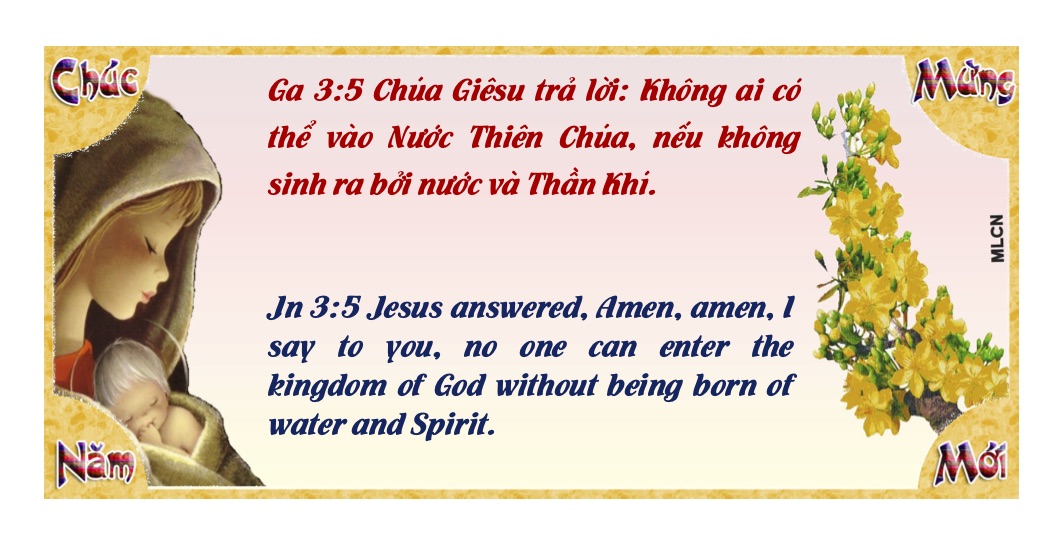 Chúc Mừng
Ga 3:5 Chúa Giêsu trả lời: Không ai có
thể vào Nước Thiên Chúa, nếu không
sinh ra bởi nước và Thần Khí.
MLCN
Jn 3:5 Jesus answered, Amen, amen, I
say to you, no one can enter the
kingdom of God without being born of
water and Spirit.
Năm Mới